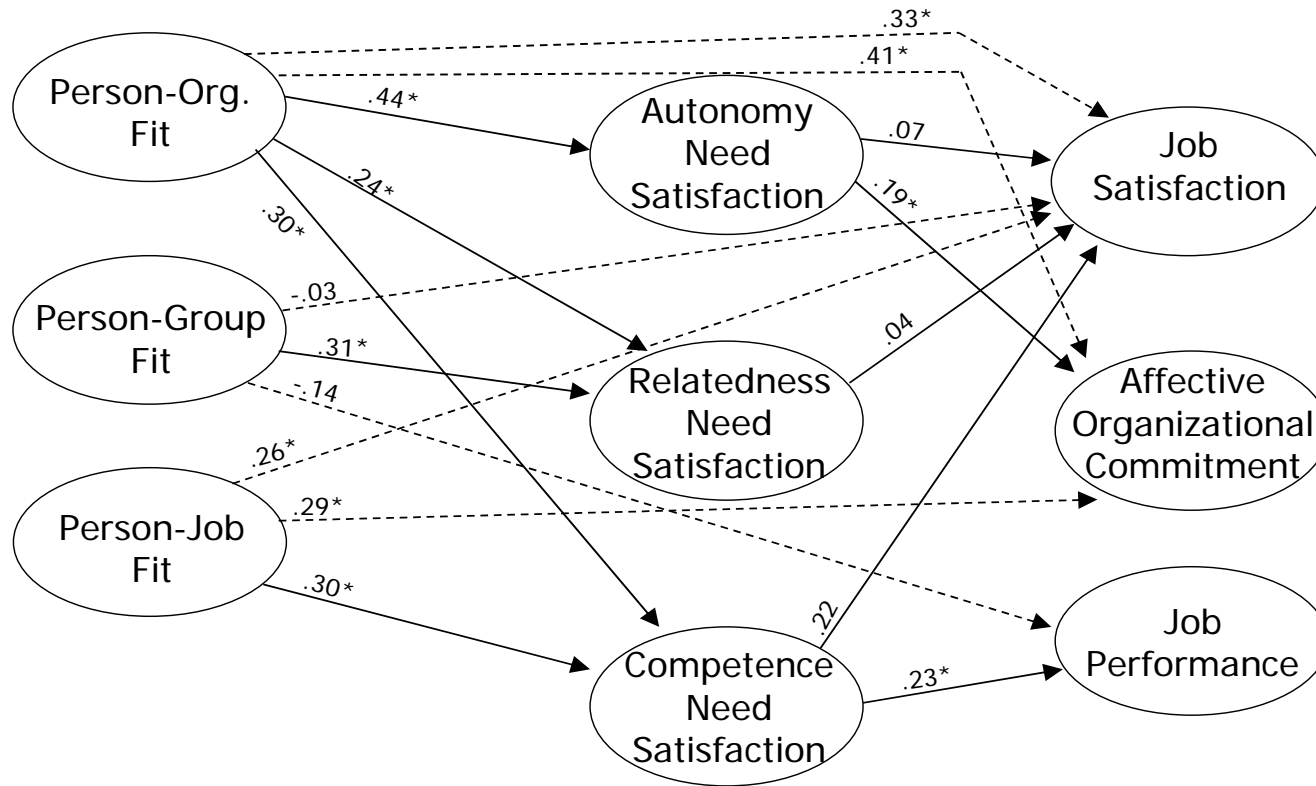 .33*
.41*
Person-Org.
Fit
.44*
Autonomy
Need
Satisfaction
.07
Job
Satisfaction
.24*
.19*
.30*
-.03
Person-Group
Fit
.31*
.04
-.14
Relatedness
Need
Satisfaction
Affective
Organizational
Commitment
.26*
.29*
Person-Job
Fit
.30*
.22
Competence
Need
Satisfaction
.23*
Job
Performance